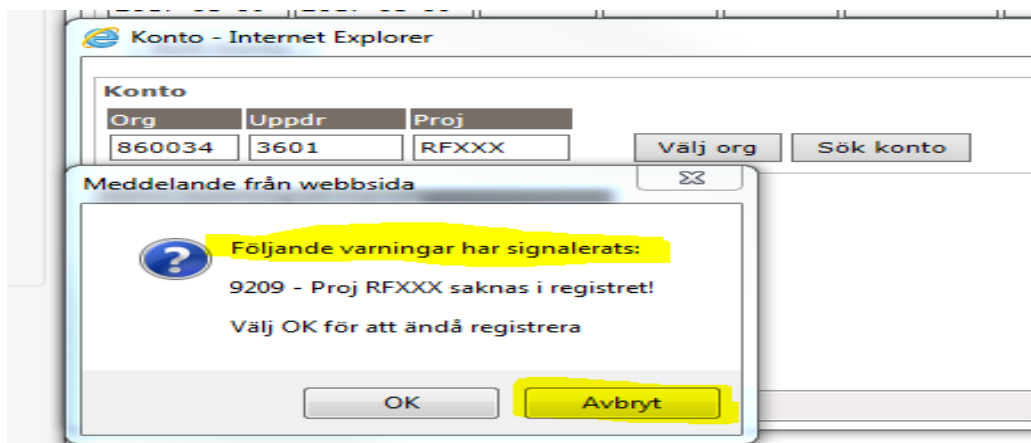 Konto - Internet Explorer
Konto
Org Uppdr Proj
860034 3601 RFXXX Välj org Sök konto
Meddelande från webbsida
Följande varningar har signalerats:
9209 - Proj RFXXX saknas i registret!
Välj OK för att ändå registrera
OK Avbryt